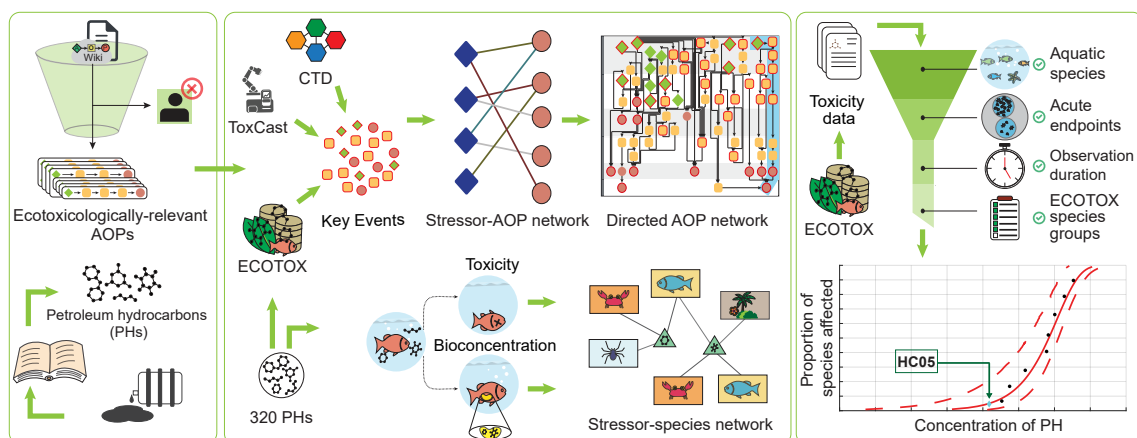 Wiki
Ecotoxicologically-relevant
AOPs
Petroleum hydrocarbons
(PHs)
CTD
ToxCast
ECOTOX
Key Events
Stressor-AOP network
Directed AOP network
320 PHs
Toxicity
Bioconcentration
Stressor-species network
Toxicity
data
ECOTOX
Aquatic
species
Acute
endpoints
Observation
duration
ECOTOX
species
groups
Proportion of
species affected
HC05
Concentration of PH